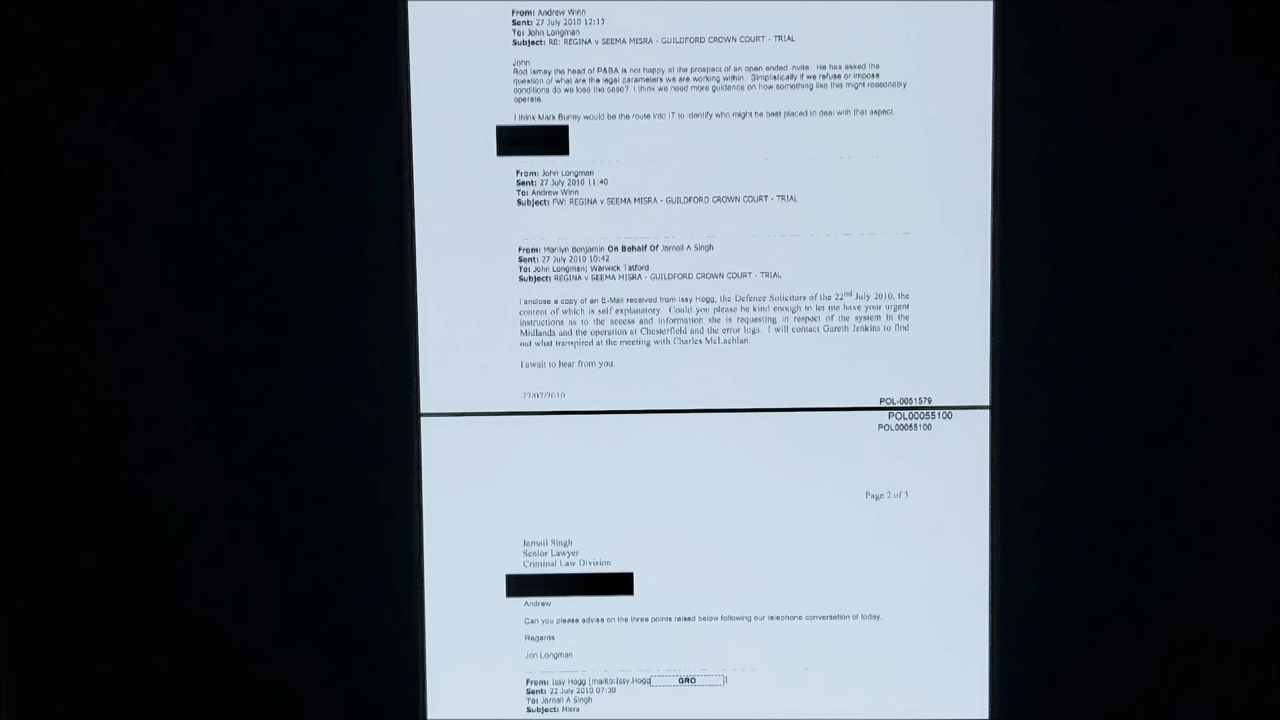 From: Andrew Winn
Sent: 27 July 2010 12:13
To: John Longman
Subject: RE: REGINA v SEEMA MISRA - GUILDFORD CROWN COURT - TRIAL
John
Rod Ismay the head of P&BA is not happy at the prospect of an open ended invite. He has asked the
question of what are the legal parameters we are working within. Simplistically if we refuse or impose
conditions do we lose the case? I think we need more guidance on how something like this might reasonably
operate.
I think Mark Burley would be the route into IT to identify who might be best placed to deal with that aspect.
From: John Longman
Sent: 27 July 2010 11:40
To: Andrew Winn
Subject: FW: REGINA v SEEMA MISRA - GUILDFORD CROWN COURT - TRIAL
From: Marilyn Benjamin On Behalf Of Jarnail A Singh
Sent: 27 July 2010 10:42
To: John Longman; Warwick Tatford
Subject: REGINA v SEEMA MISRA - GUILDFORD CROWN COURT - TRIAL
I enclose a copy of an E-Mail received from Issy Hogg, the Defence Solicitors of the 22nd July 2010, the
content of which is self explanatory. Could you please be kind enough to let me have your urgent
instructions as to the access and information she is requesting in respect of the system in the
Midlands and the operation at Chesterfield and the error logs. I will contact Gareth Jenkins to find
out what transpired at the meeting with Charles McLachlan.
I await to hear from you.
27/07/2010
POL-0051579
POL00055100
POL00055100
Page 2 of 3
Jarnail Singh
Senior Lawyer
Criminal Law Division
Andrew
Can you please advise on the three points raised below following our telephone conversation of today.
Regards
Jon Longman
From: Issy Hogg [mailto:Issy.Hogg GRO ]
Sent: 22 July 2010 07:30
To: Jarnail A Singh
Subject: Misra